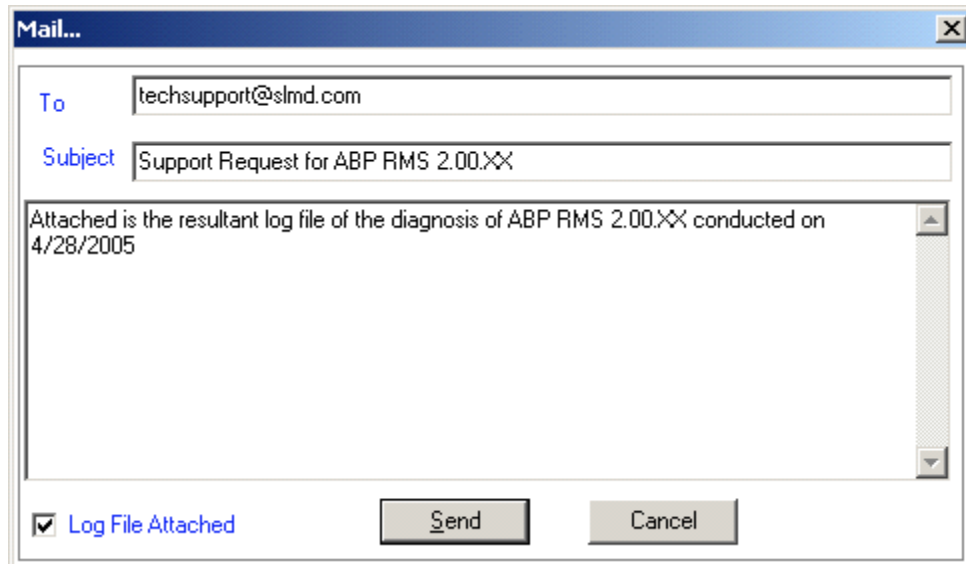 Mail...
To techsupport@slmd.com
Subject Support Request for ABP RMS 2.00.XX
Attached is the resultant log file of the diagnosis of ABP RMS 2.00.XX conducted on
4/28/2005
Log File Attached Send Cancel